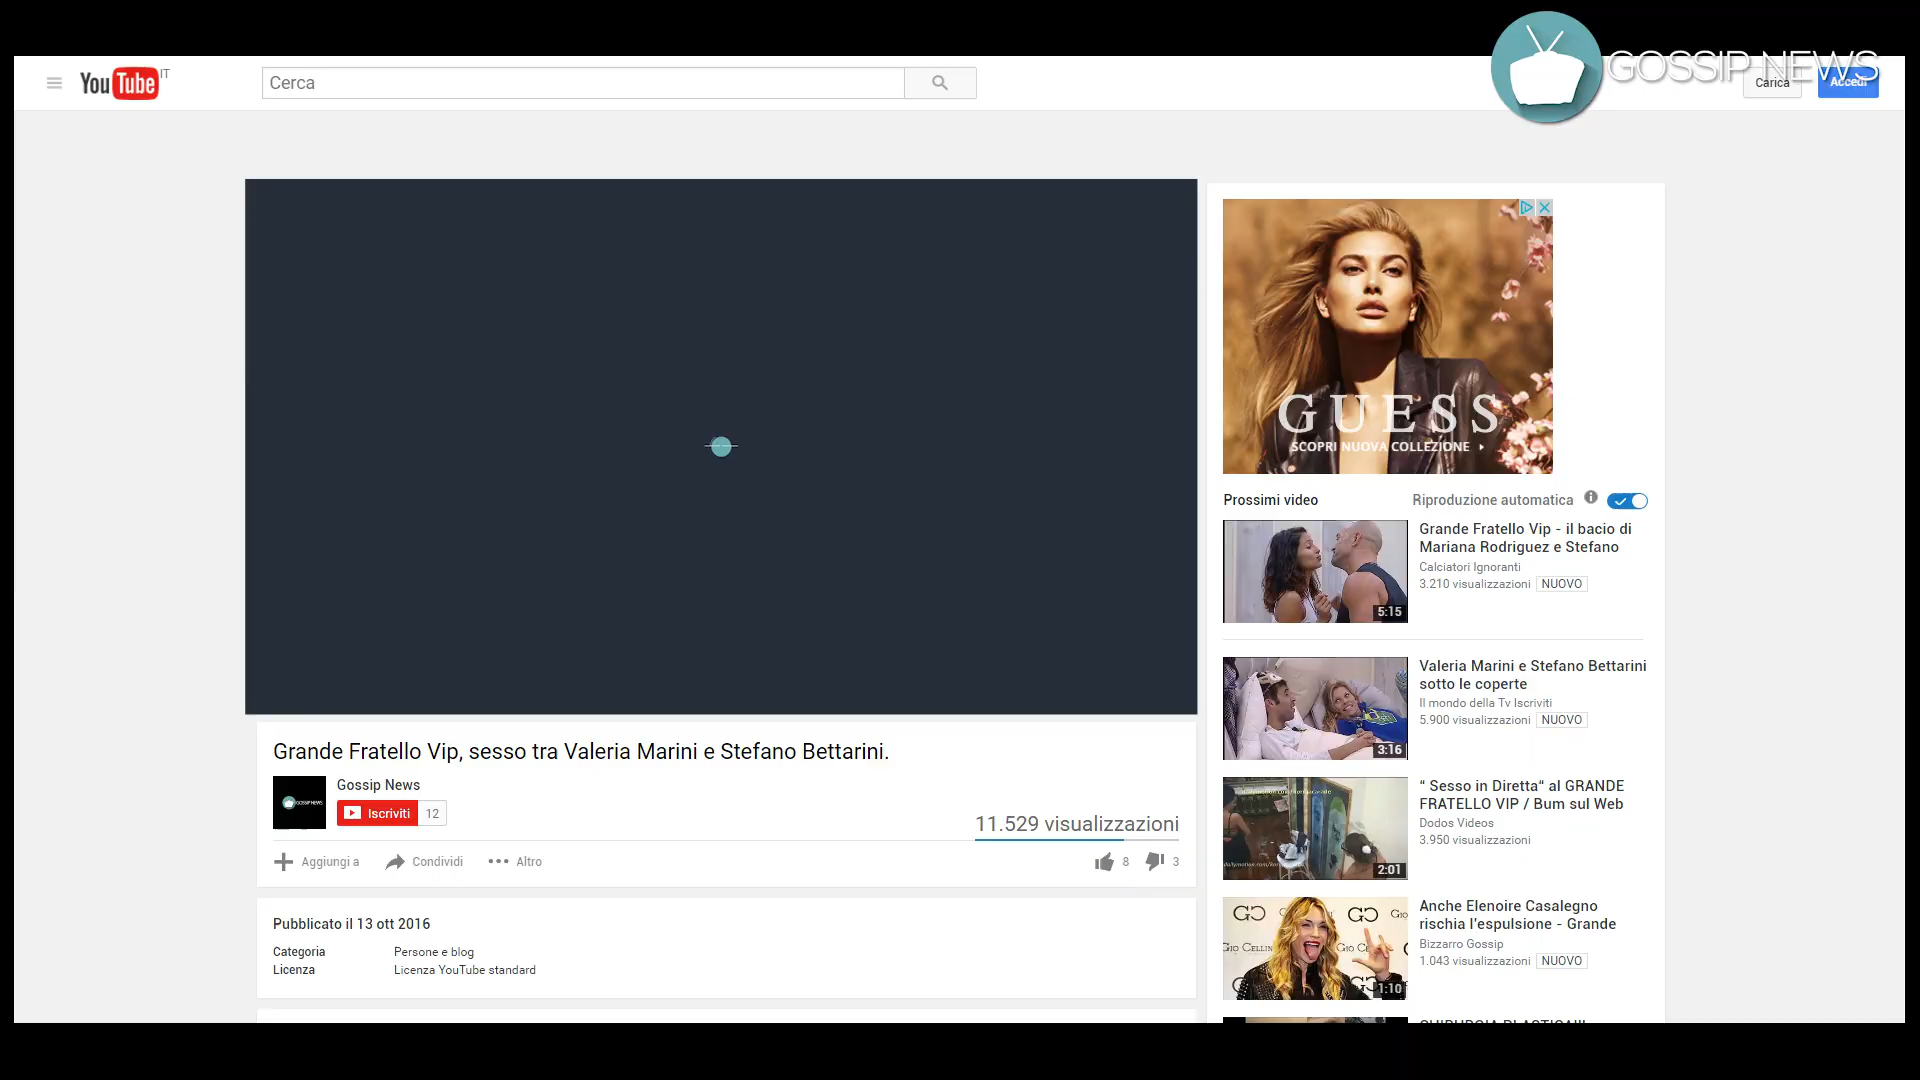 GOSSIP NEWS
YouTube IT
Cerca
Carica
Accedi
GUESS
SCOPRI NUOVA COLLEZIONE
Prossimi video
Riproduzione automatica
Grande Fratello Vip - il bacio di
Mariana Rodriguez e Stefano
Calciatori Ignoranti
3.210 visualizzazioni NUOVO
5:15
Valeria Marini e Stefano Bettarini
sotto le coperte
Il mondo della Tv Iscriviti
5.900 visualizzazioni NUOVO
3:16
“ Sesso in Diretta“ al GRANDE
FRATELLO VIP / Bum sul Web
Dodos Videos
3.950 visualizzazioni
2:01
Anche Elenoire Casalegno
rischia l'espulsione - Grande
Bizzarro Gossip
1.043 visualizzazioni NUOVO
1:10
Grande Fratello Vip, sesso tra Valeria Marini e Stefano Bettarini.
GOSSIP NEWS
Gossip News
Iscriviti 12
11.529 visualizzazioni
Aggiungi a
Condividi
Altro
8
3
Pubblicato il 13 ott 2016
Categoria Persone e blog
Licenza Licenza YouTube standard